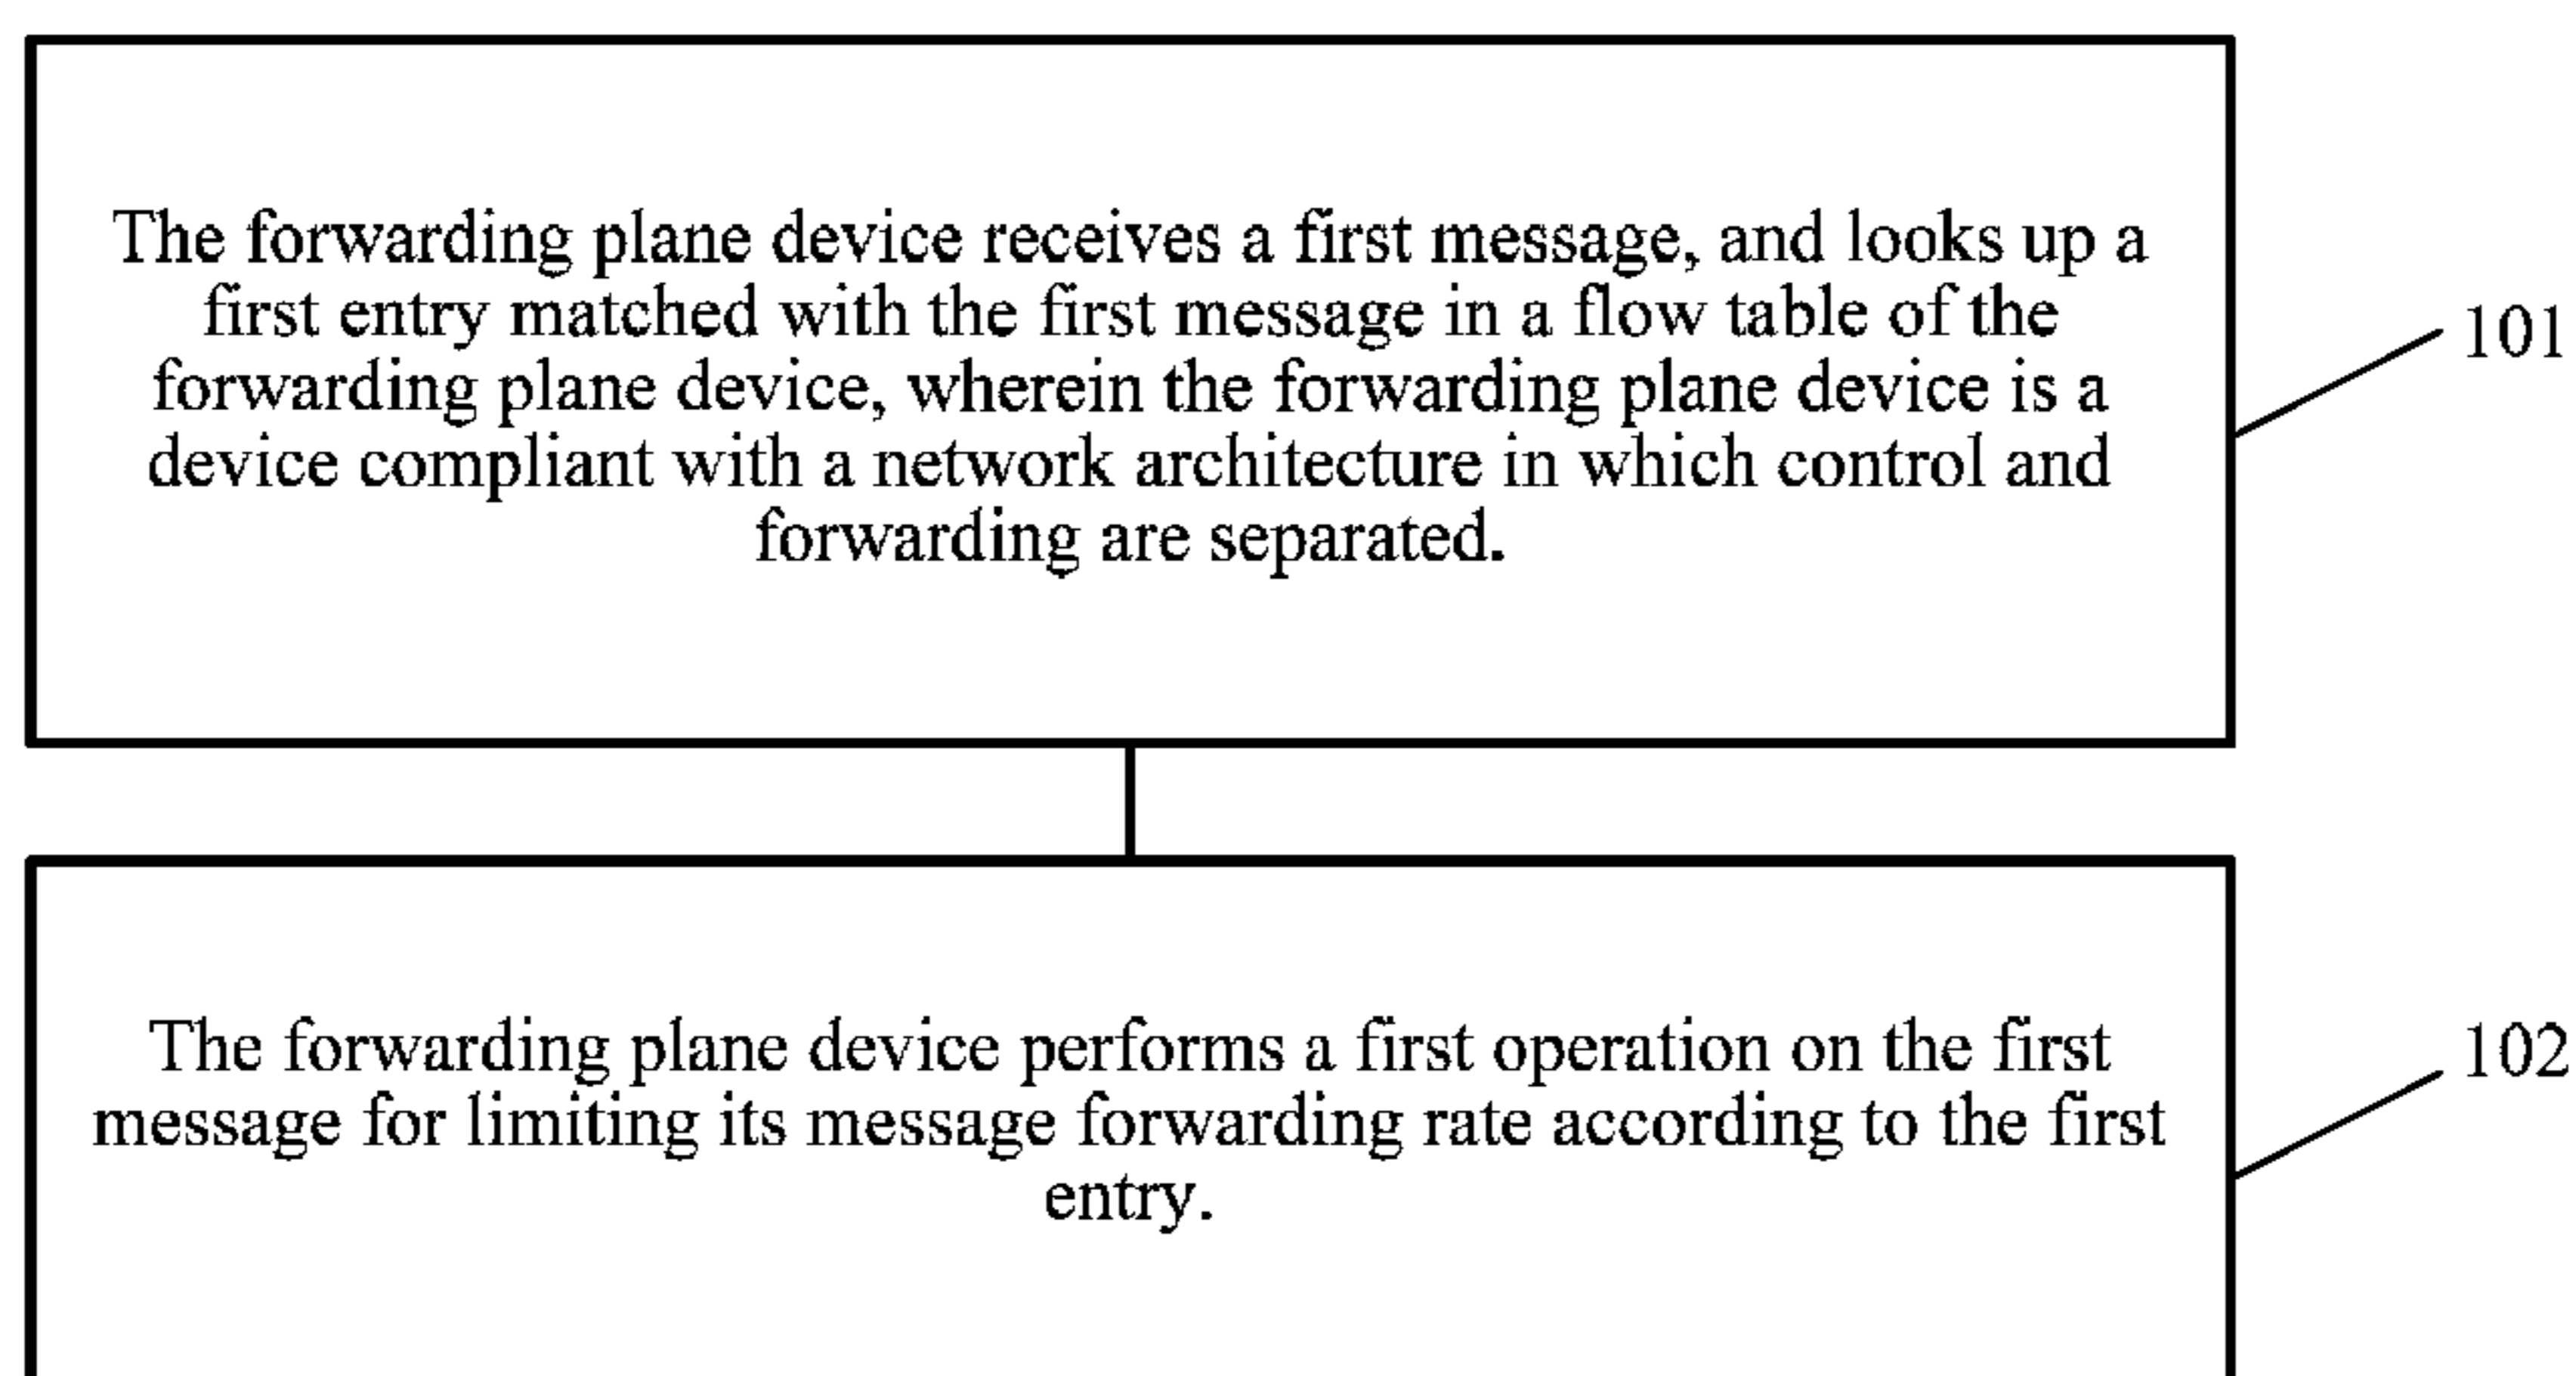 The forwarding plane device receives a first message, and looks up a
first entry matched with the first message in a flow table of the
forwarding plane device, wherein the forwarding plane device is a
device compliant with a network architecture in which control and
forwarding are separated.
101
The forwarding plane device performs a first operation on the first
message for limiting its message forwarding rate according to the first
entry.
102